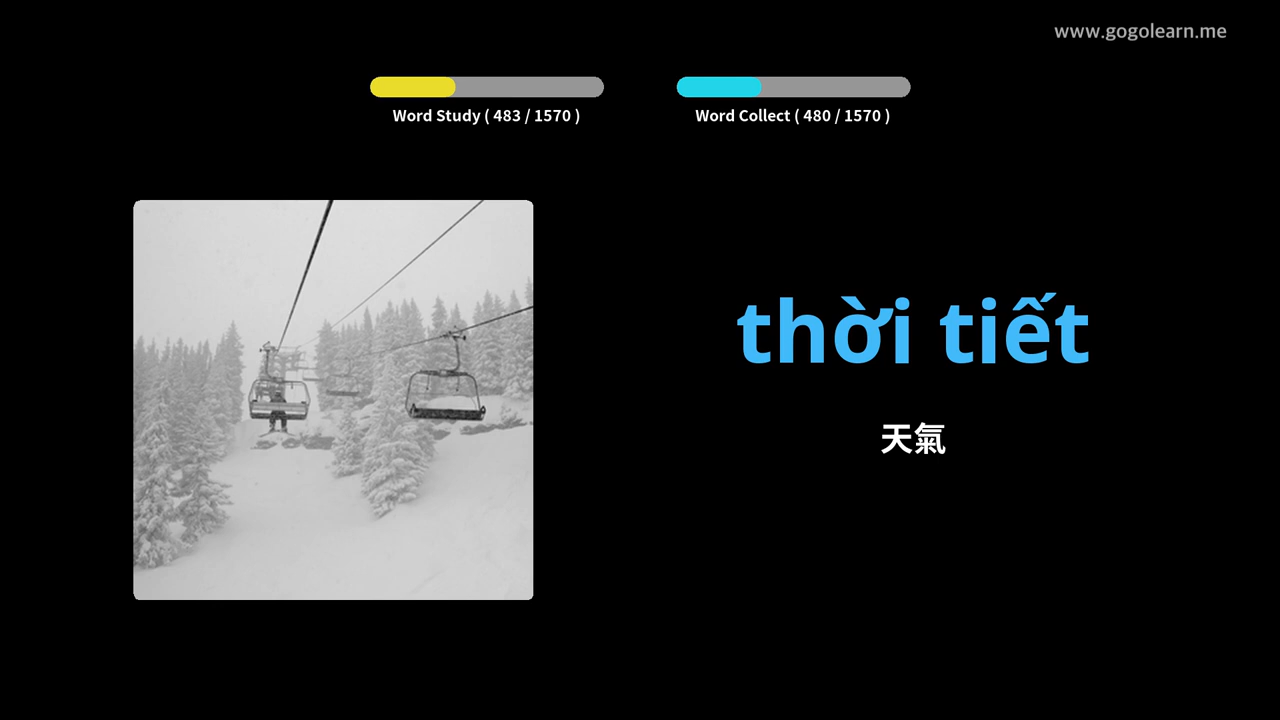 www.gogolearn.me
Word Study ( 483 / 1570 )
Word Collect ( 480 / 1570 )
thời tiết
天氣